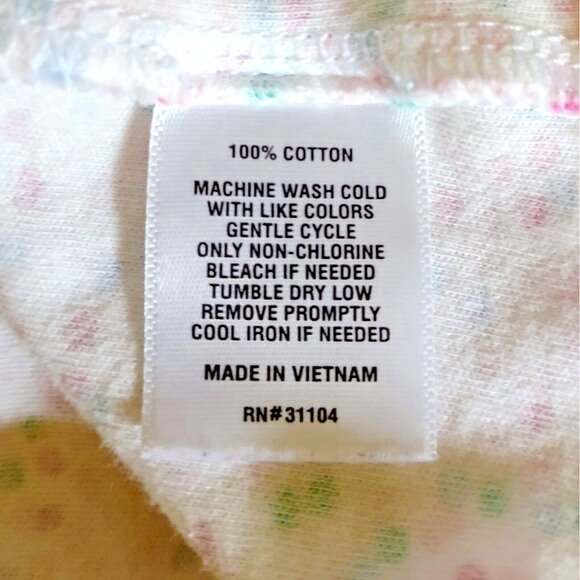 100% COTTON
MACHINE WASH COLD
WITH LIKE COLORS
GENTLE CYCLE
ONLY NON-CHLORINE
BLEACH IF NEEDED
TUMBLE DRY LOW
REMOVE PROMPTLY
COOL IRON IF NEEDED
MADE IN VIETNAM
RN#31104